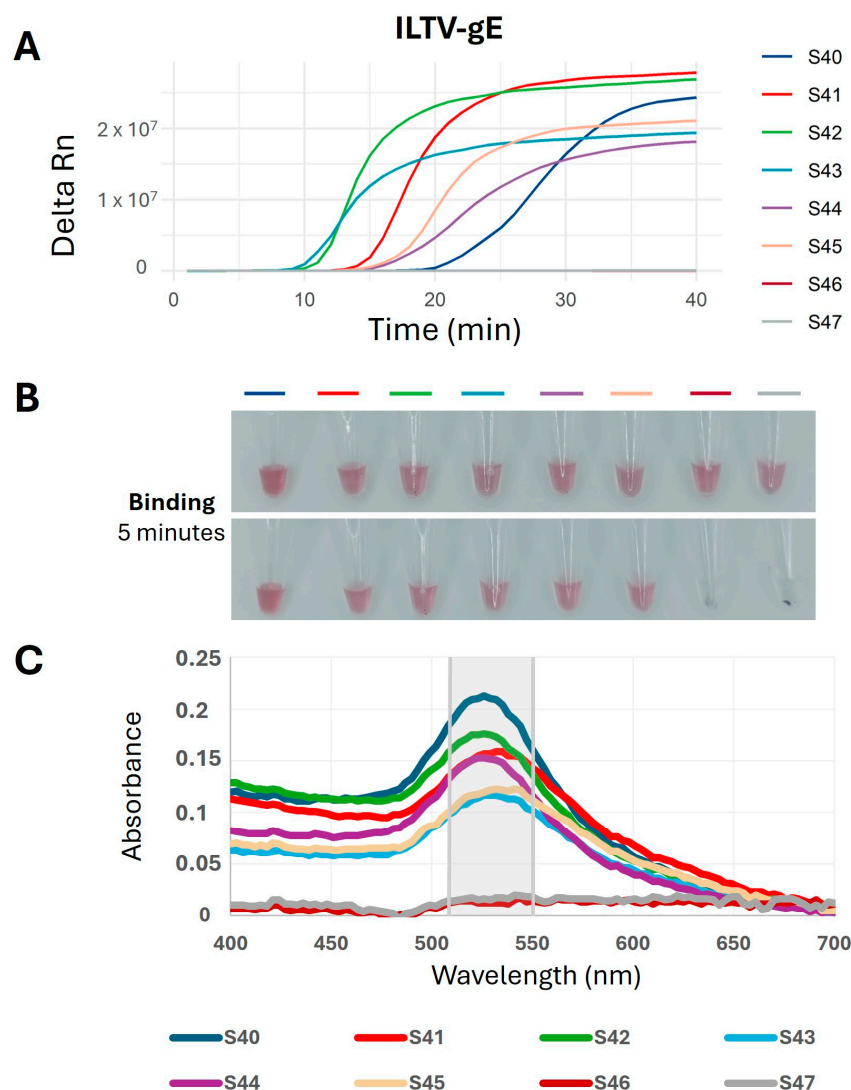 ILTV-gE
A
Delta Rn
2 x 10⁷
1 x 10⁷
0
0 10 20 30 40
Time (min)
S40
S41
S42
S43
S44
S45
S46
S47
B
Binding
5 minutes
C
Absorbance
0.25
0.2
0.15
0.1
0.05
0
400 450 500 550 600 650 700
Wavelength (nm)
S40 S41 S42 S43
S44 S45 S46 S47